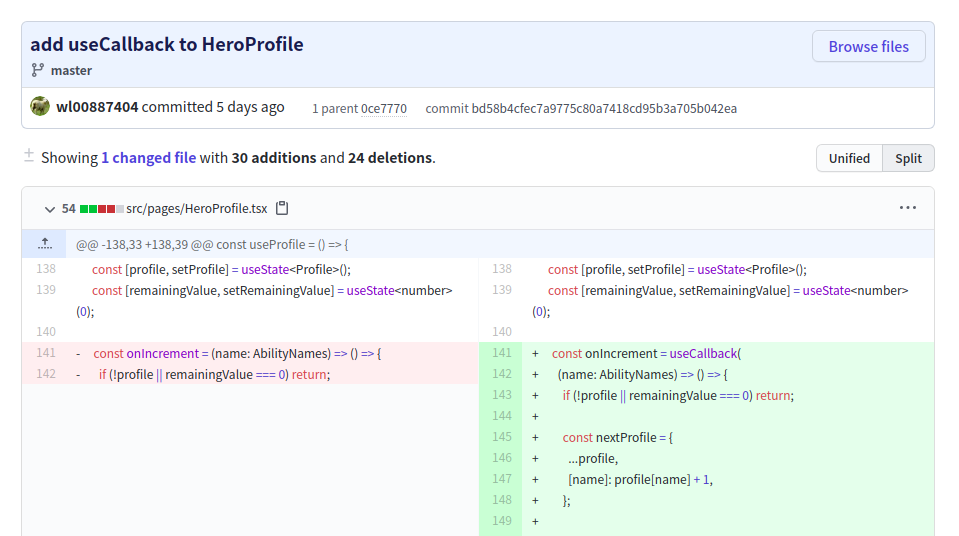 add useCallback to HeroProfile
Browse files
master
wl00887404 committed 5 days ago 1 parent 0ce7770 commit bd58b4cfec7a9775c80a7418cd95b3a705b042ea
Showing 1 changed file with 30 additions and 24 deletions.
Unified Split
54 src/pages/HeroProfile.tsx
@@ -138,33 +138,39 @@ const useProfile = () => {
138 const [profile, setProfile] = useState<Profile>();
139 const [remainingValue, setRemainingValue] = useState<number>
(0);
140
141 - const onIncrement = (name: AbilityNames) => () => {
142 - if (!profile || remainingValue === 0) return;
138 const [profile, setProfile] = useState<Profile>();
139 const [remainingValue, setRemainingValue] = useState<number>
(0);
140
141 + const onIncrement = useCallback(
142 + (name: AbilityNames) => () => {
143 + if (!profile || remainingValue === 0) return;
144 +
145 + const nextProfile = {
146 + ...profile,
147 + [name]: profile[name] + 1,
148 + };
149 +